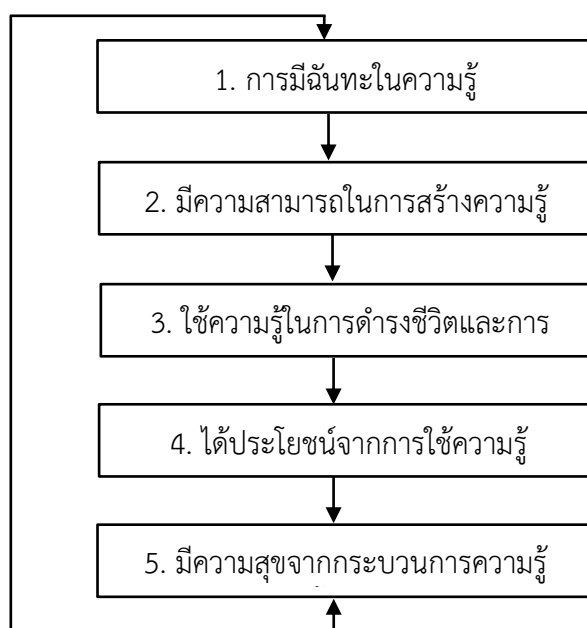 1. การมีฉันทะในความรู้
2. มีความสามารถในการสร้างความรู้
3. ใช้ความรู้ในการดำรงชีวิตและการ
4. ได้ประโยชน์จากการใช้ความรู้
5. มีความสุขจากกระบวนการความรู้